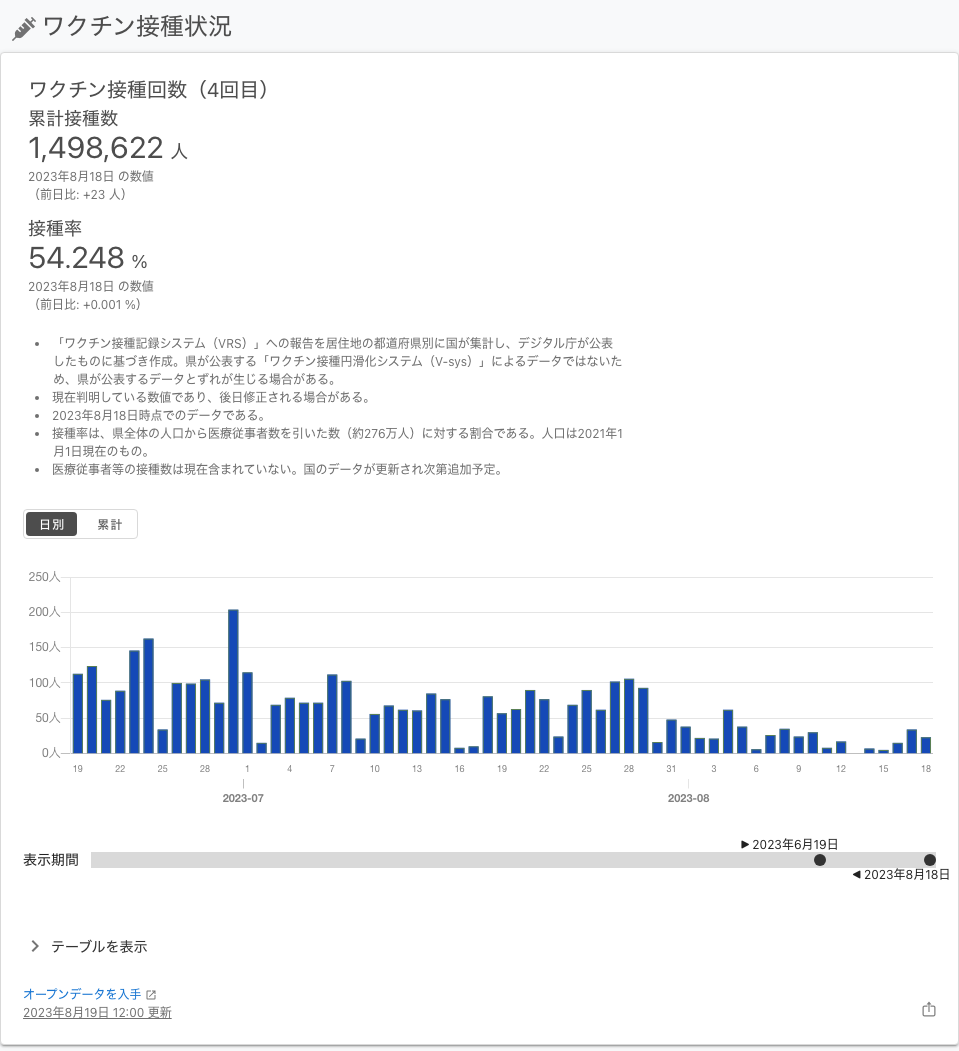 ワクチン接種状況
ワクチン接種回数（4回目）
累計接種数
1,498,622 人
2023年8月18日 の数値
（前日比: +23 人）
接種率
54.248 %
2023年8月18日 の数値
（前日比: +0.001 %）
• 「ワクチン接種記録システム（VRS）」への報告を居住地の都道府県別に国が集計し、デジタル庁が公表
したものに基づき作成。県が公表する「ワクチン接種円滑化システム（V-sys）」によるデータではないた
め、県が公表するデータとずれが生じる場合がある。
• 現在判明している数値であり、後日修正される場合がある。
• 2023年8月18日時点でのデータである。
• 接種率は、県全体の人口から医療従事者数を引いた数（約276万人）に対する割合である。人口は2021年1
月1日現在のもの。
• 医療従事者等の接種数は現在含まれていない。国のデータが更新され次第追加予定。
日別 累計
250人
200人
150人
100人
50人
0人
19 22 25 28 1 4 7 10 13 16 19 22 25 28 31 3 6 9 12 15 18
2023-07 2023-08
▶ 2023年6月19日
表示期間
◀ 2023年8月18日
テーブルを表示
オープンデータを入手
2023年8月19日 12:00 更新